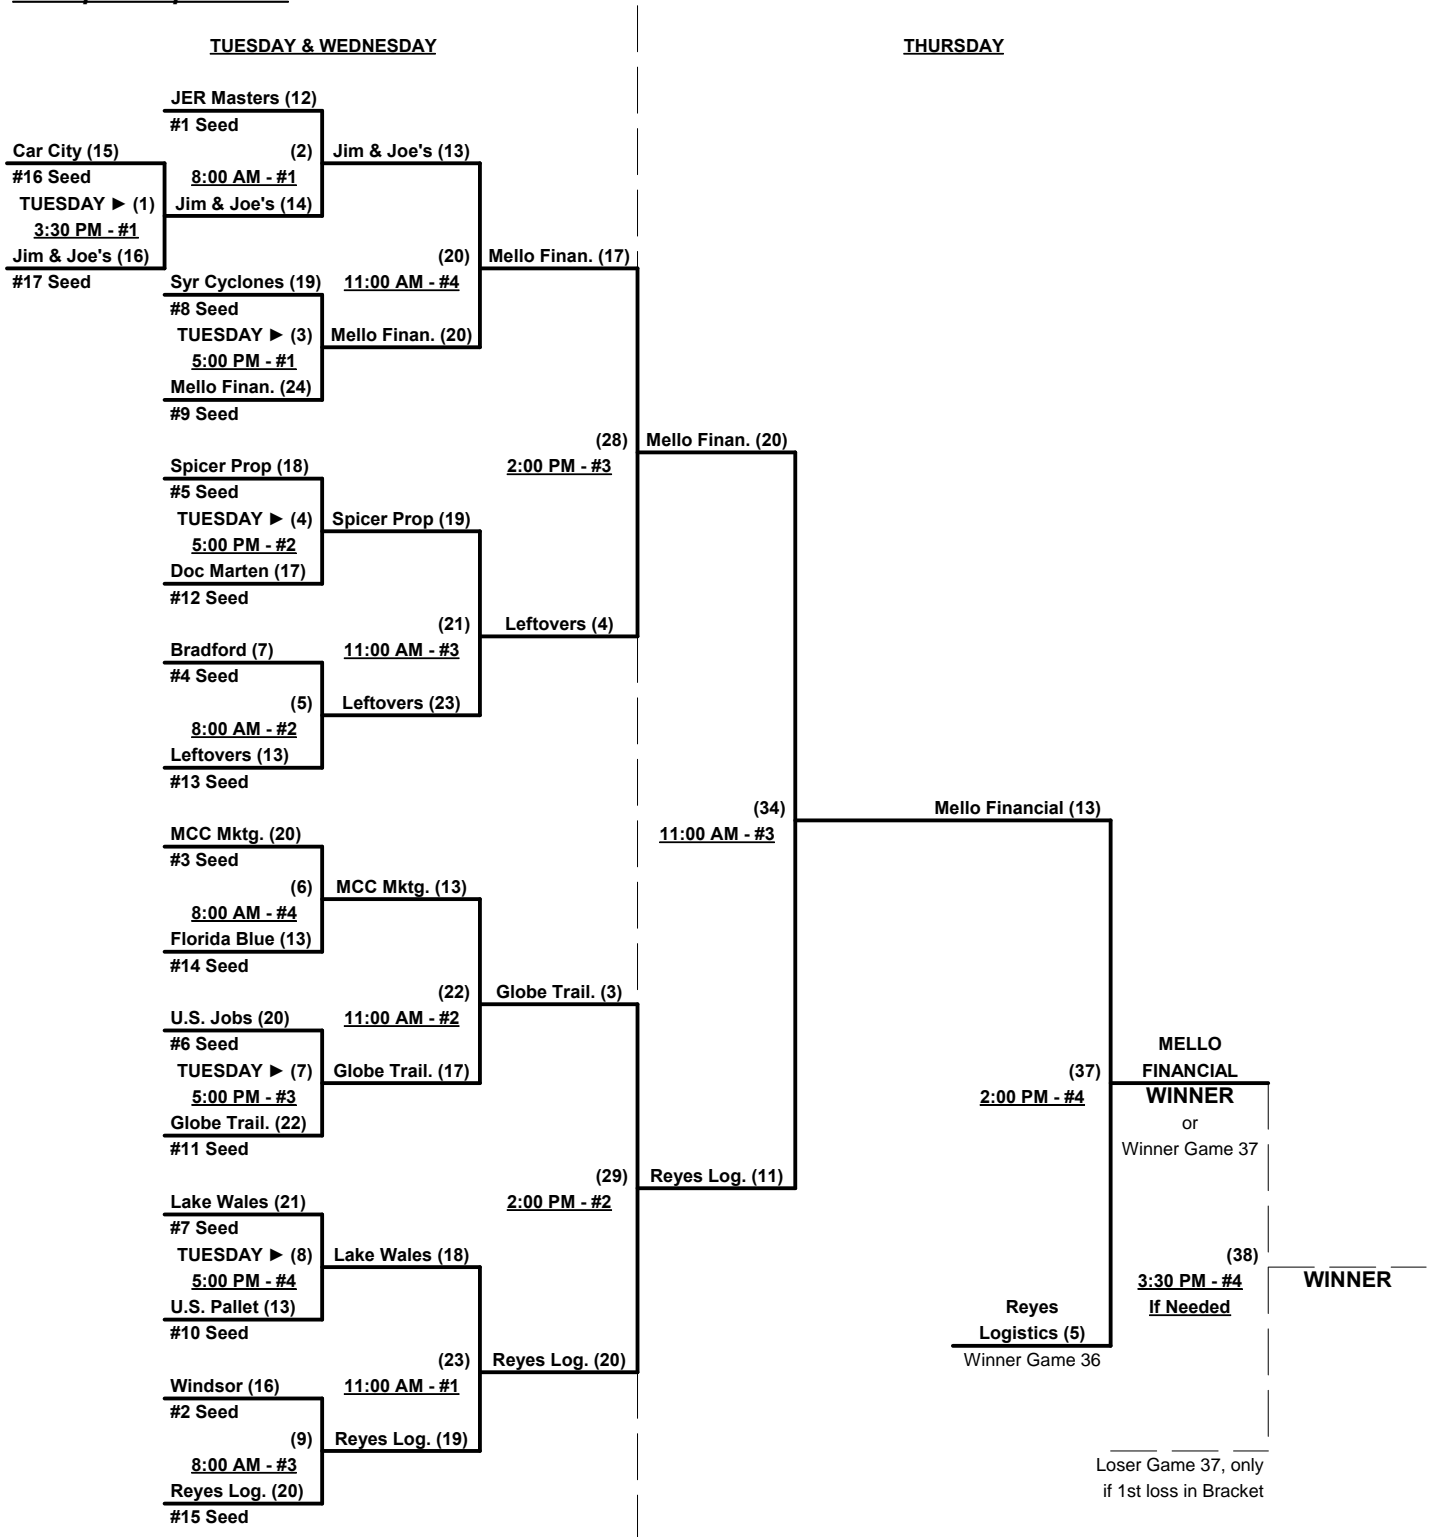 TUESDAY & WEDNESDAY
THURSDAY
JER Masters (12)
#1 Seed
Car City (15)
(2)
Jim & Joe's (13)
#16 Seed
8:00 AM - #1
TUESDAY ► (1)
Jim & Joe's (14)
3:30 PM - #1
Jim & Joe's (16)
(20)
Mello Finan. (17)
#17 Seed
Syr Cyclones (19)
11:00 AM - #4
#8 Seed
TUESDAY ► (3)
Mello Finan. (20)
5:00 PM - #1
Mello Finan. (24)
#9 Seed
(28)
Mello Finan. (20)
Spicer Prop (18)
2:00 PM - #3
#5 Seed
TUESDAY ► (4)
Spicer Prop (19)
5:00 PM - #2
Doc Marten (17)
#12 Seed
(21)
Leftovers (4)
Bradford (7)
11:00 AM - #3
#4 Seed
(5)
Leftovers (23)
8:00 AM - #2
Leftovers (13)
#13 Seed
(34)
Mello Financial (13)
MCC Mktg. (20)
11:00 AM - #3
#3 Seed
(6)
MCC Mktg. (13)
8:00 AM - #4
Florida Blue (13)
#14 Seed
(22)
Globe Trail. (3)
U.S. Jobs (20)
11:00 AM - #2
#6 Seed
MELLO
TUESDAY ► (7)
Globe Trail. (17)
(37)
FINANCIAL
5:00 PM - #3
2:00 PM - #4
WINNER
Globe Trail. (22)
or
#11 Seed
Winner Game 37
(29)
Reyes Log. (11)
Lake Wales (21)
2:00 PM - #2
#7 Seed
TUESDAY ► (8)
Lake Wales (18)
(38)
5:00 PM - #4
3:30 PM - #4
WINNER
U.S. Pallet (13)
Reyes
If Needed
#10 Seed
Logistics (5)
(23)
Reyes Log. (20)
Winner Game 36
Windsor (16)
11:00 AM - #1
#2 Seed
(9)
Reyes Log. (19)
8:00 AM - #3
Loser Game 37, only
Reyes Log. (20)
if 1st loss in Bracket
#15 Seed